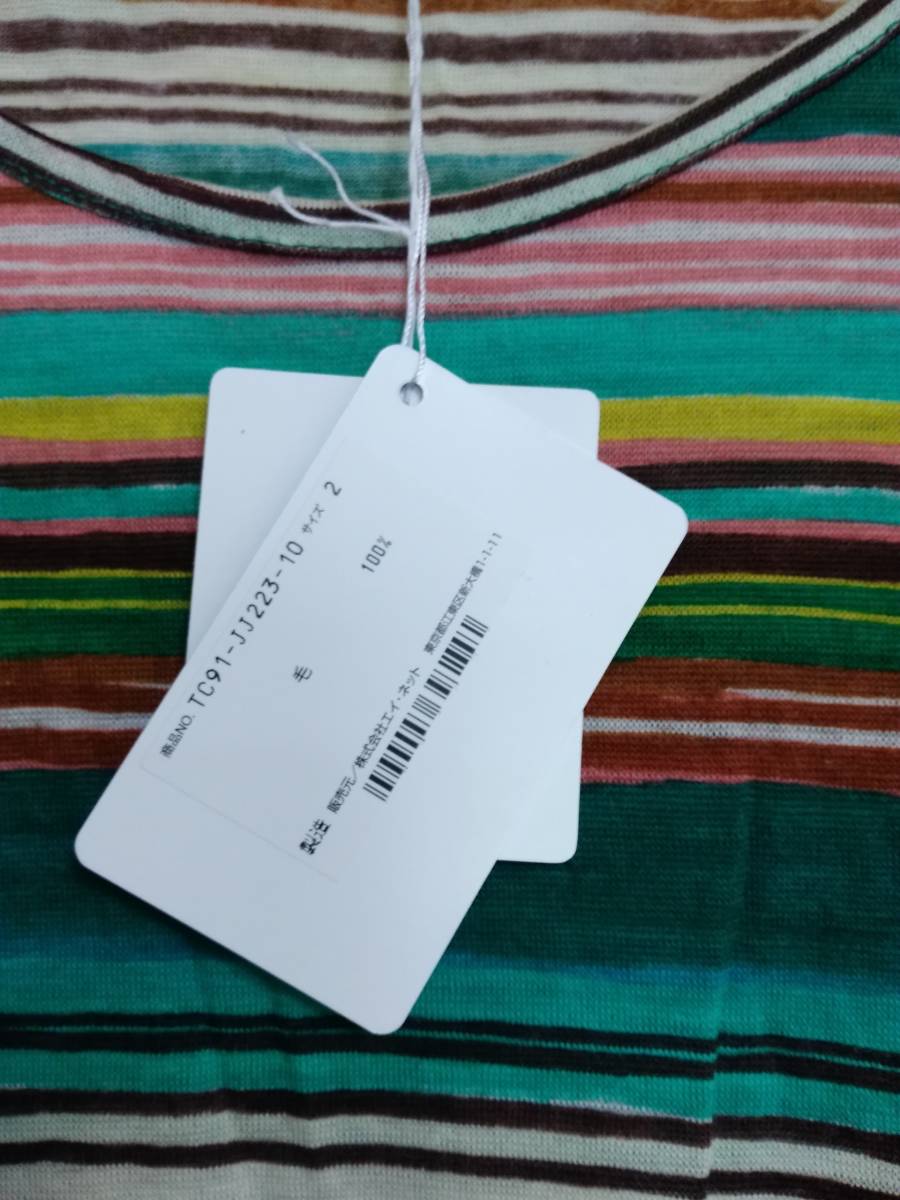 商品NO. TC91-JJ223-10 サイズ 2
毛 100%
製造 販売元/株式会社エイ・ネット 東京都江東区新大橋1-1-11